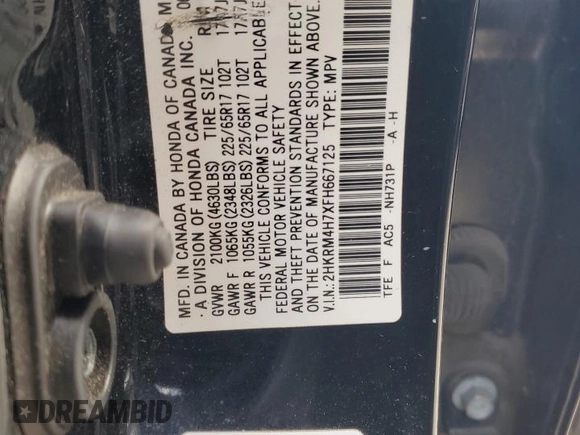 MFD. IN CANADA BY HONDA OF CANADA M
· A DIVISION OF HONDA CANADA INC. 0
TIRE SIZE
GVWR 2100KG(4630LBS)
GAWR F 1065KG(2348LBS) 225/65R17 102T 17X7J
GAWR R 1055KG(2326LBS) 225/65R17 102T 17X7J
THIS VEHICLE CONFORMS TO ALL APPLICABLE
FEDERAL MOTOR VEHICLE SAFETY
AND THEFT PREVENTION STANDARDS IN EFFECT
ON THE DATE OF MANUFACTURE SHOWN ABOVE.
V.I.N.: 2HKRM4H7XFH667125 TYPE: MPV
TFE F AC5 -NH731P -A -H
DREAMBID